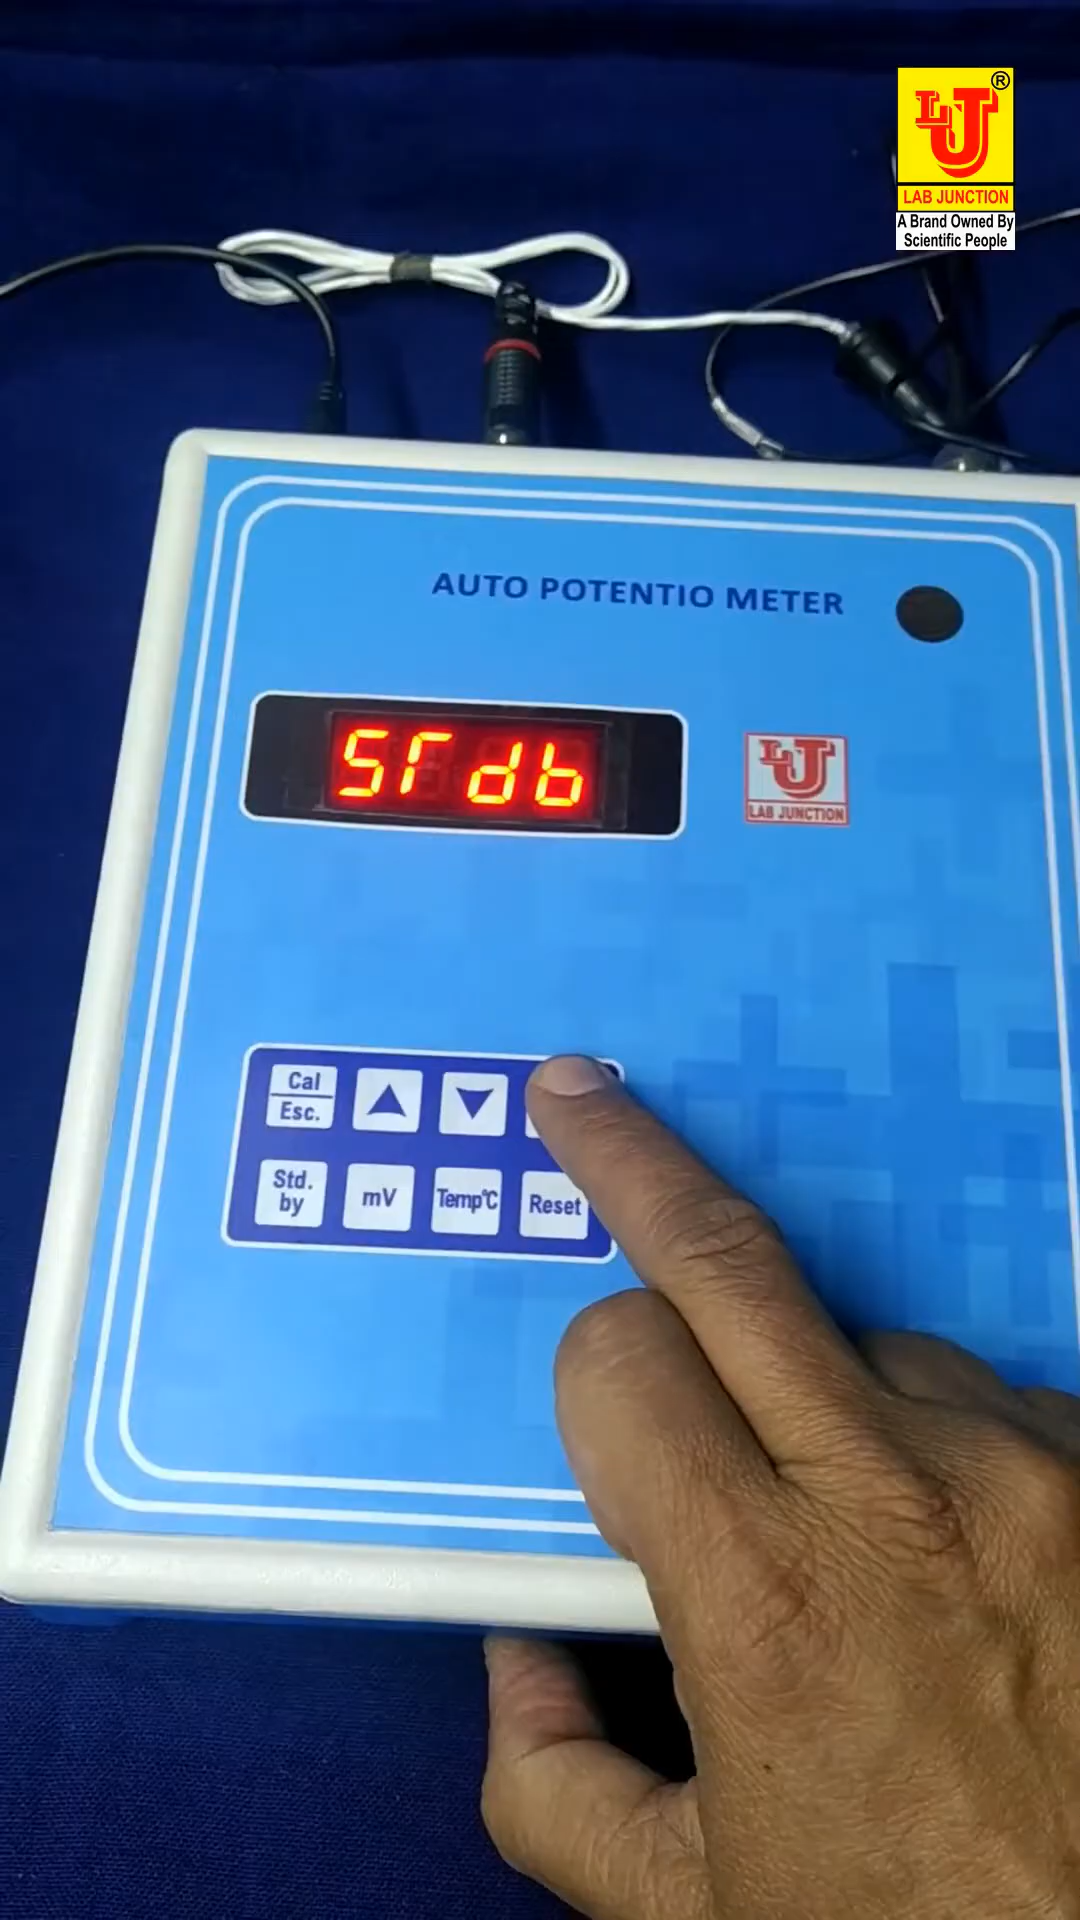 LJ®
LAB JUNCTION
A Brand Owned By
Scientific People
AUTO POTENTIO METER
STdb
LJ
LAB JUNCTION
Cal
Esc.
Std.
by
mV
Temp°C
Reset